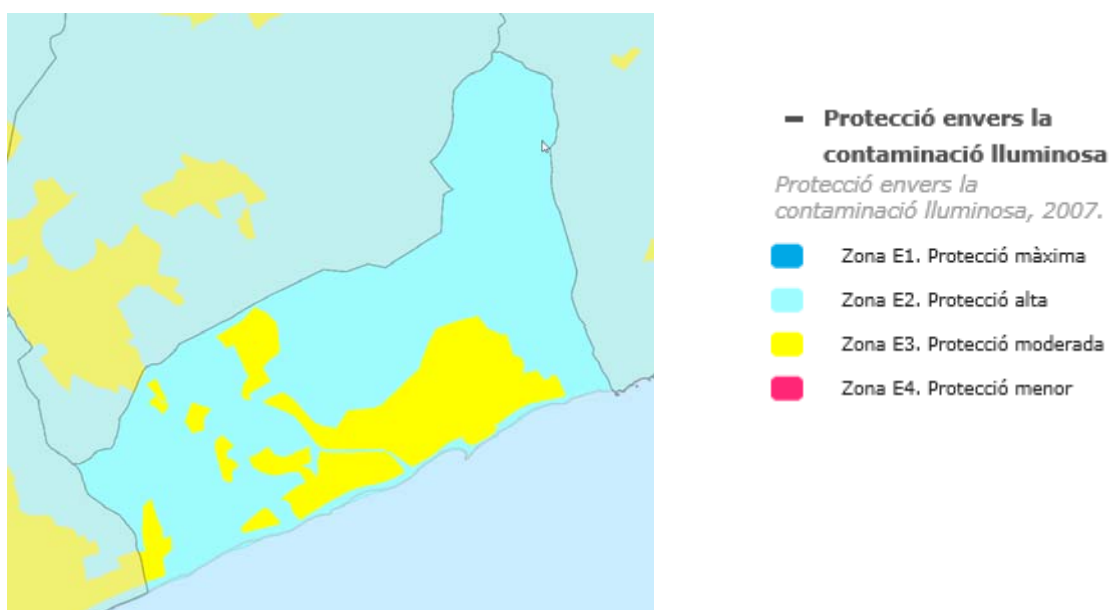 Protecció envers la
contaminació lluminosa
Protecció envers la
contaminació lluminosa, 2007.
Zona E1. Protecció màxima
Zona E2. Protecció alta
Zona E3. Protecció moderada
Zona E4. Protecció menor